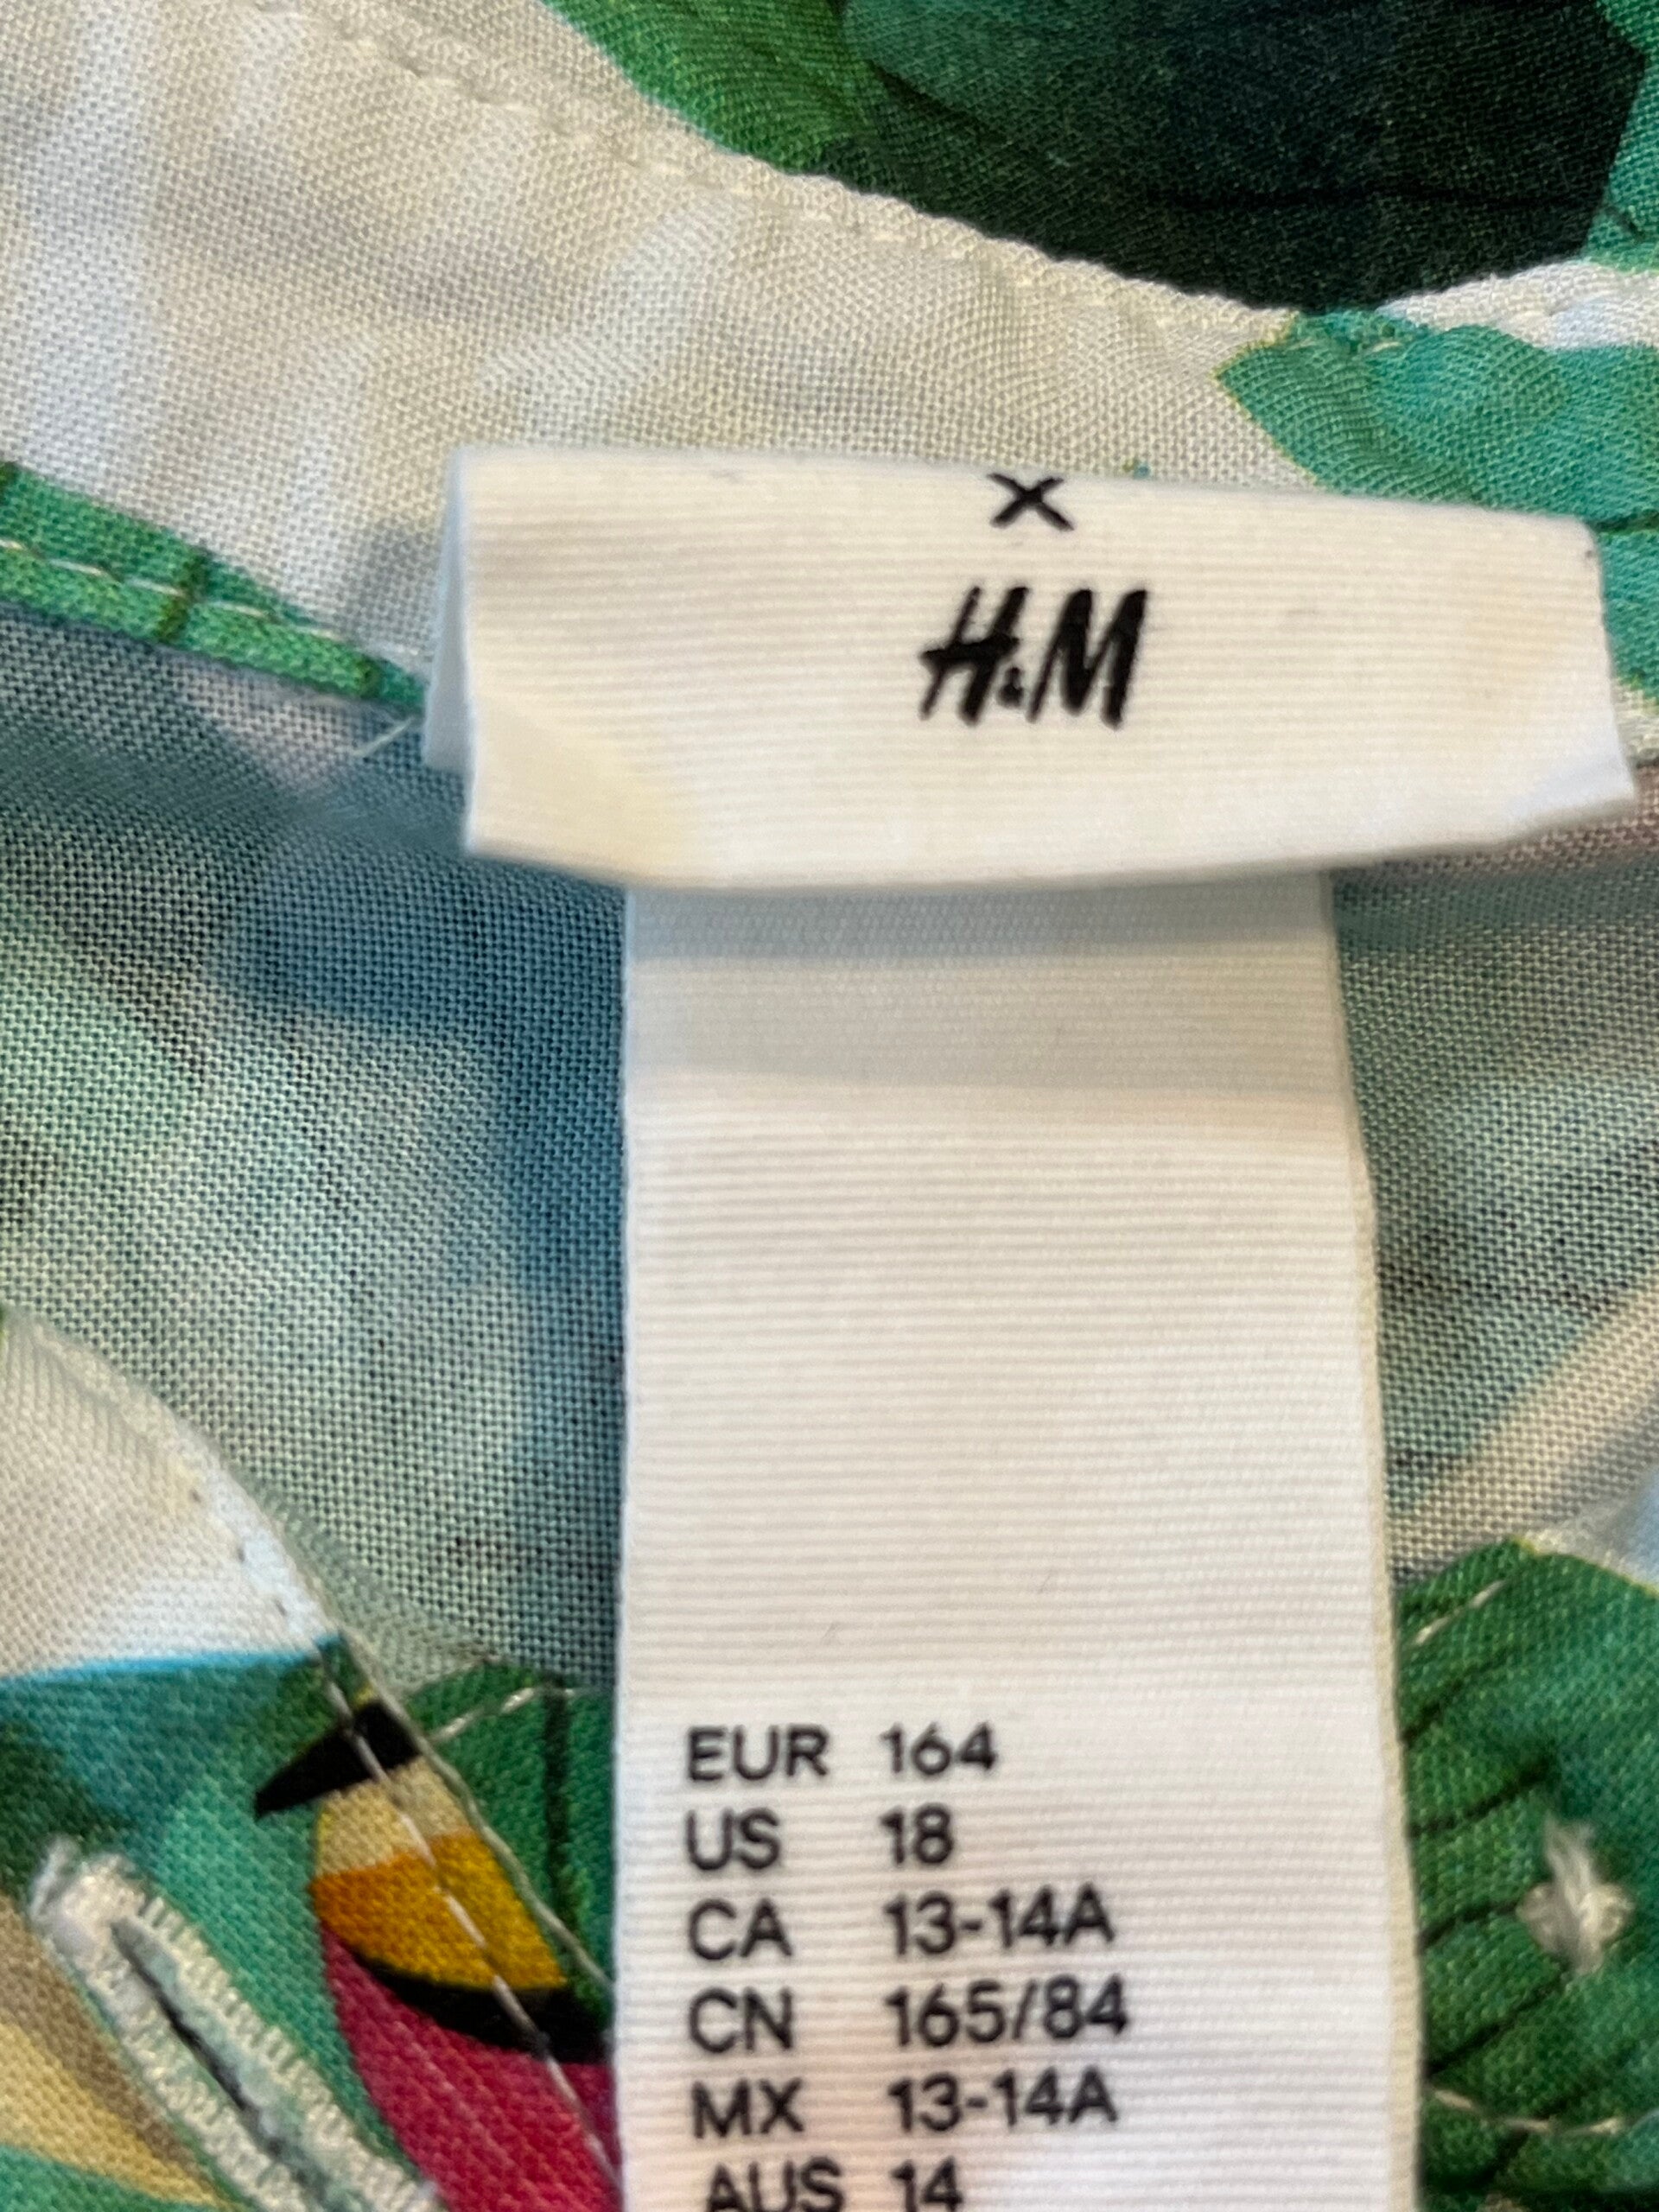 X
H&M
EUR 164
US 18
CA 13-14A
CN 165/84
MX 13-14A
AUS 14